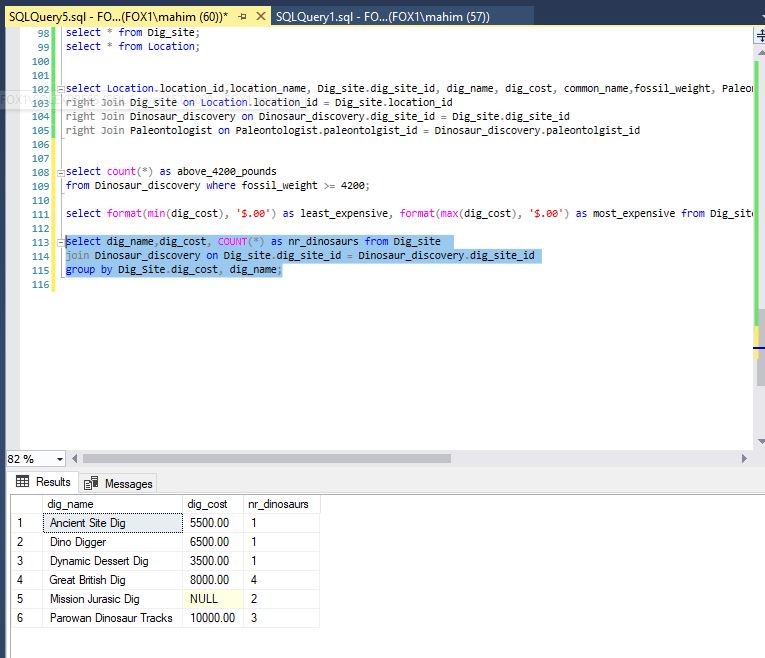 SQLQuery5.sql - FO...(FOX1\mahim (60))* SQLQuery1.sql - FO...(FOX1\mahim (57))
98 select * from Dig_site;
99 select * from Location;
100
101
102 select Location.location_id,location_name, Dig_site.dig_site_id, dig_name, dig_cost, common_name,fossil_weight, Paleon
103 right Join Dig_site on Location.location_id = Dig_site.location_id
104 right Join Dinosaur_discovery on Dinosaur_discovery.dig_site_id = Dig_site.dig_site_id
105 right Join Paleontologist on Paleontologist.paleontolgist_id = Dinosaur_discovery.paleontolgist_id
106
107
108 select count(*) as above_4200_pounds
109 from Dinosaur_discovery where fossil_weight >= 4200;
110
111 select format(min(dig_cost), '$.00') as least_expensive, format(max(dig_cost), '$.00') as most_expensive from Dig_site
112
113 select dig_name,dig_cost, COUNT(*) as nr_dinosaurs from Dig_site
114 join Dinosaur_discovery on Dig_site.dig_site_id = Dinosaur_discovery.dig_site_id
115 group by Dig_Site.dig_cost, dig_name;
116
82 %
Results Messages
dig_name dig_cost nr_dinosaurs
1 Ancient Site Dig 5500.00 1
2 Dino Digger 6500.00 1
3 Dynamic Dessert Dig 3500.00 1
4 Great British Dig 8000.00 4
5 Mission Jurasic Dig NULL 2
6 Parowan Dinosaur Tracks 10000.00 3